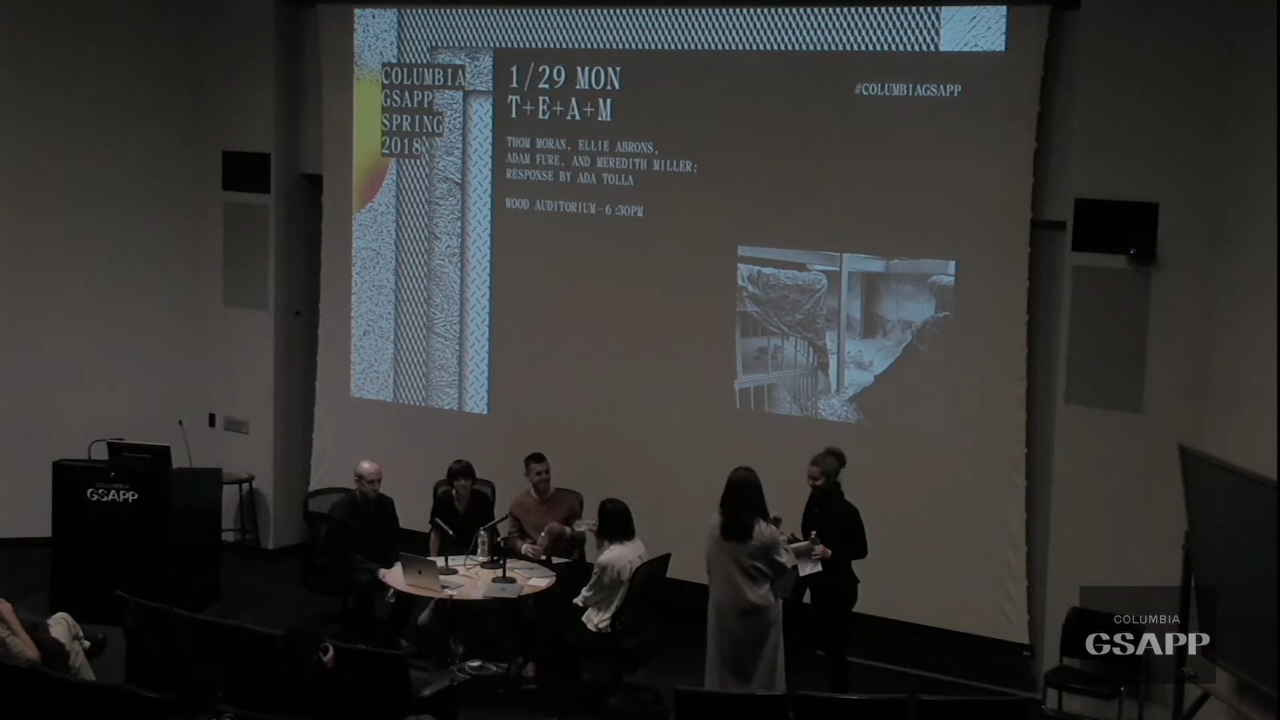 COLUMBIA
GSAPP
SPRING
2018
1/29 MON
T+E+A+M
THOM MORAN, ELLIE ABRONS,
ADAM FURE, AND MEREDITH MILLER;
RESPONSE BY ADA TOLLA
WOOD AUDITORIUM—6:30PM
#COLUMBIAGSAPP
COLUMBIA
GSAPP
COLUMBIA
GSAPP